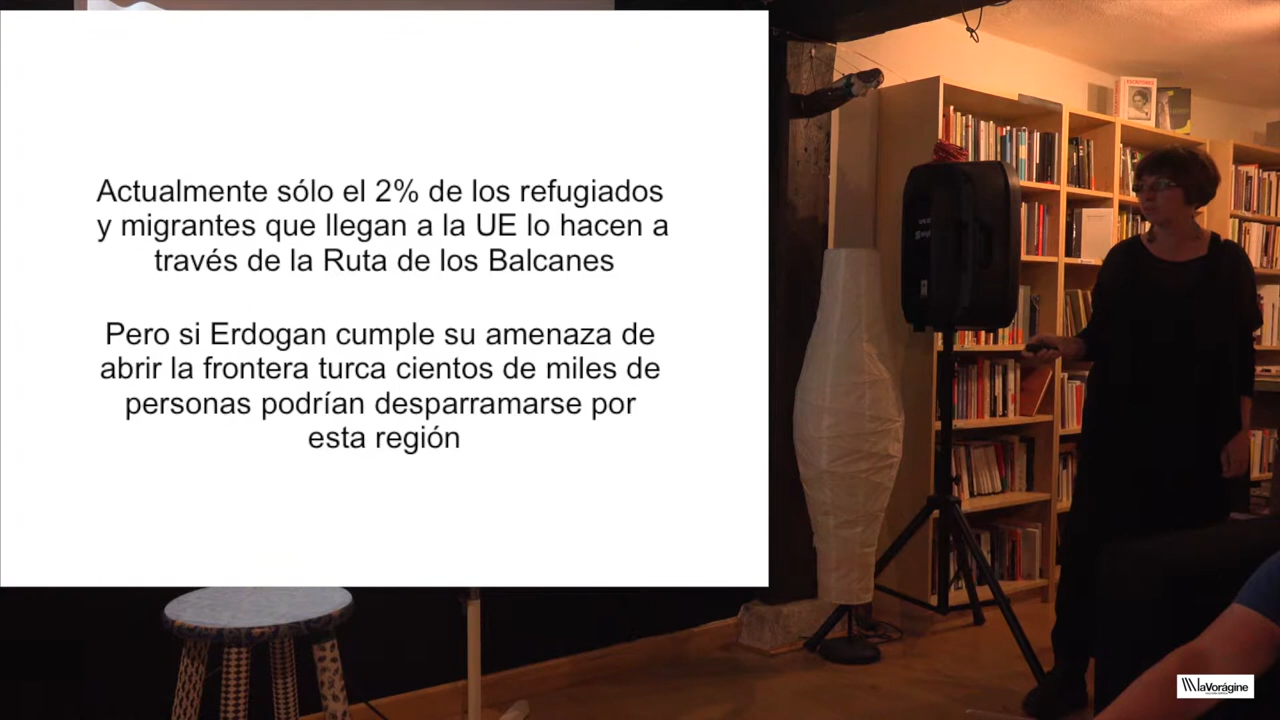 Actualmente sólo el 2% de los refugiados
y migrantes que llegan a la UE lo hacen a
través de la Ruta de los Balcanes
Pero si Erdogan cumple su amenaza de
abrir la frontera turca cientos de miles de
personas podrían desparramarse por
esta región
laVorágine